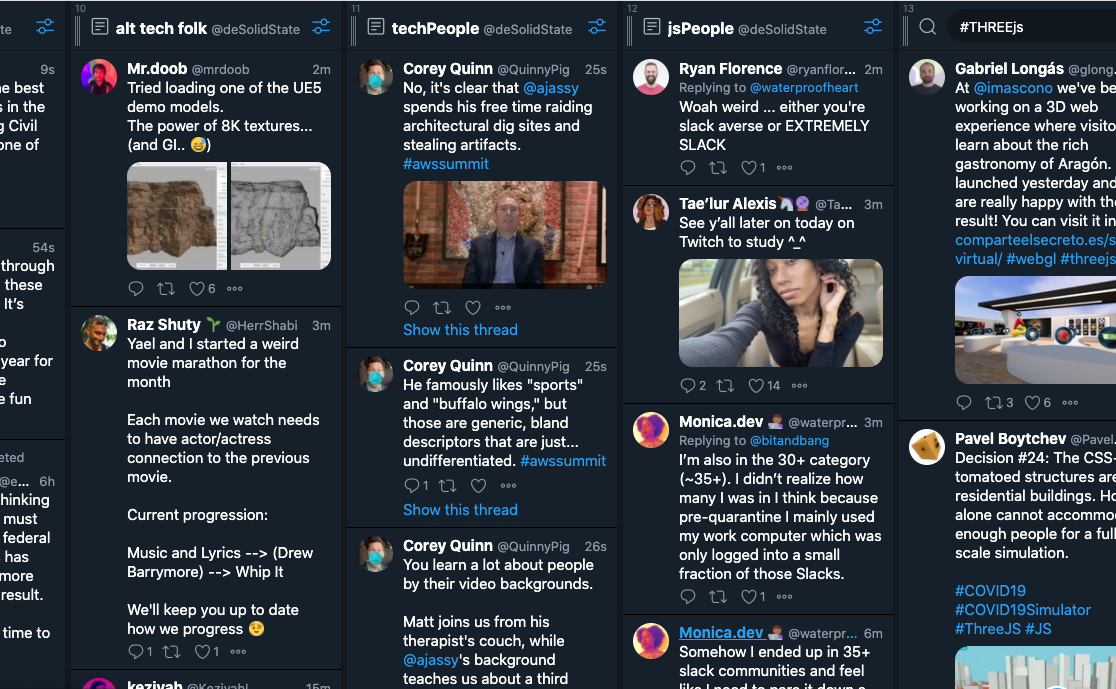 te
9s
e best
s in the
g Civil
one of
54s
through
these
It's
o
year for
e
e fun
eted
@e... 6h
hinking
must
federal
has
more
result.
time to
10
alt tech folk @deSolidState
Mr.doob @mrdoob 2m
Tried loading one of the UE5
demo models.
The power of 8K textures...
(and GI.. 😅)
6
Raz Shuty 🌱 @HerrShabi 3m
Yael and I started a weird
movie marathon for the
month
Each movie we watch needs
to have actor/actress
connection to the previous
movie.
Current progression:
Music and Lyrics --> (Drew
Barrymore) --> Whip It
We'll keep you up to date
how we progress 😉
1 1
keziyah @Keziyahl 15m
11
techPeople @deSolidState
Corey Quinn @QuinnyPig 25s
No, it's clear that @ajassy
spends his free time raiding
architectural dig sites and
stealing artifacts.
#awssummit
Show this thread
Corey Quinn @QuinnyPig 25s
He famously likes "sports"
and "buffalo wings," but
those are generic, bland
descriptors that are just...
undifferentiated. #awssummit
1
Show this thread
Corey Quinn @QuinnyPig 26s
You learn a lot about people
by their video backgrounds.
Matt joins us from his
therapist's couch, while
@ajassy's background
teaches us about a third
12
jsPeople @deSolidState
Ryan Florence @ryanflor... 2m
Replying to @waterproofheart
Woah weird ... either you're
slack averse or EXTREMELY
SLACK
1
Tae'lur Alexis 🦄🔮 @Ta... 3m
See y'all later on today on
Twitch to study ^_^
2 14
Monica.dev 👩🏾‍💻 @waterpr... 3m
Replying to @bitandbang
I'm also in the 30+ category
(~35+). I didn't realize how
many I was in I think because
pre-quarantine I mainly used
my work computer which was
only logged into a small
fraction of those Slacks.
1
Monica.dev 👩🏾‍💻 @waterpr... 6m
Somehow I ended up in 35+
slack communities and feel
like I need to pare it down a
13
#THREEjs
Gabriel Longás @glong.
At @imascono we've be
working on a 3D web
experience where visito
learn about the rich
gastronomy of Aragón.
launched yesterday and
are really happy with the
result! You can visit it in
comparteelsecreto.es/s
virtual/ #webgl #threejs
3 6
Pavel Boytchev @Pavel.
Decision #24: The CSS-
tomatoed structures are
residential buildings. Ho
alone cannot accommo
enough people for a full
scale simulation.
#COVID19
#COVID19Simulator
#ThreeJS #JS